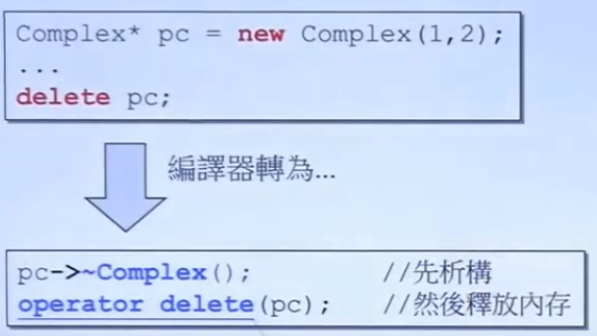 Complex* pc = new Complex(1,2);
...
delete pc;
編譯器轉為...
pc->~Complex(); //先析構
operator delete(pc); //然後釋放內存